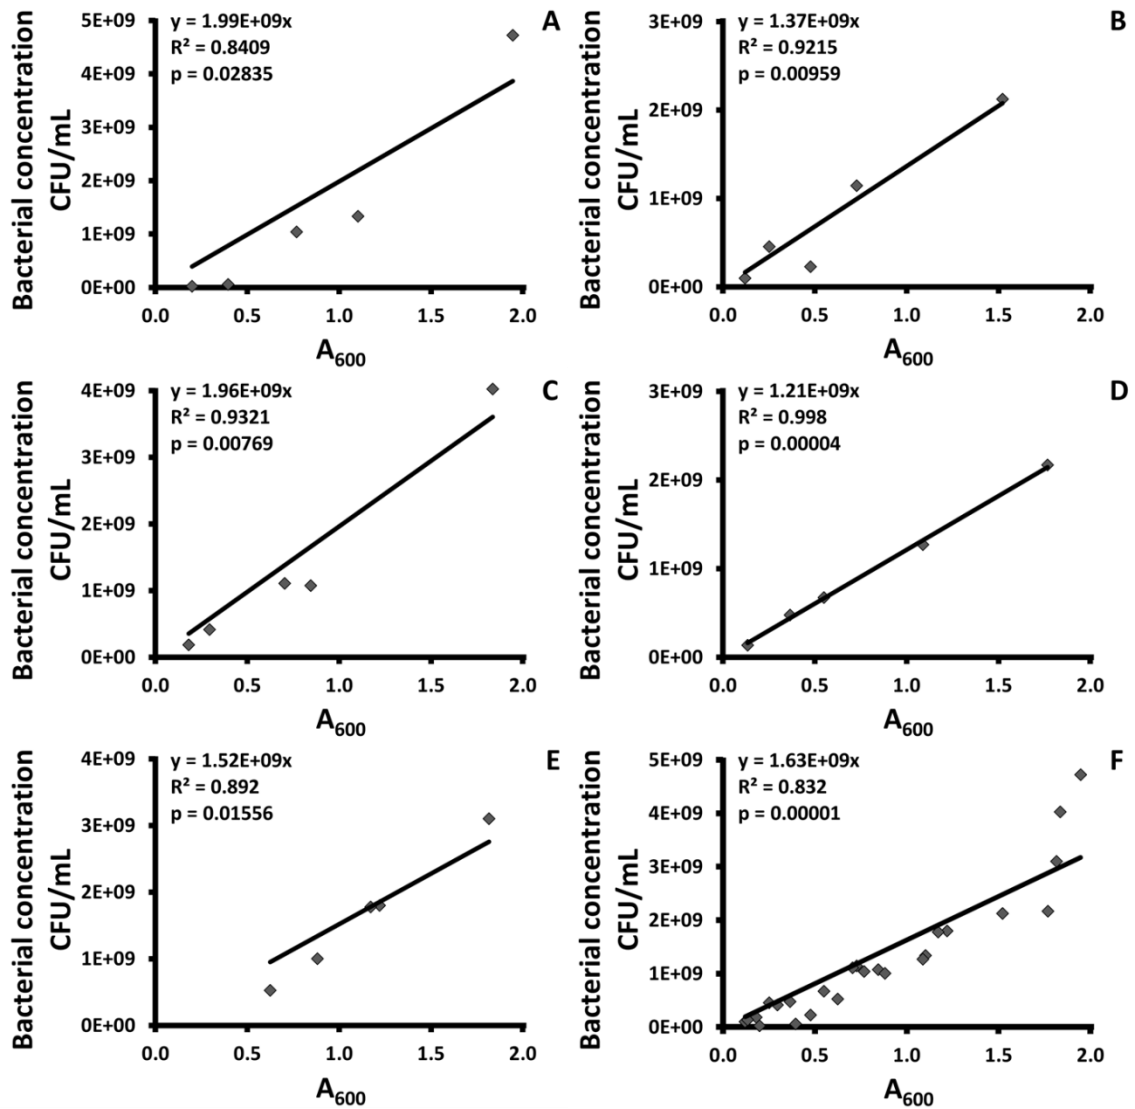 A
y = 1.99E+09x
R² = 0.8409
p = 0.02835
Bacterial concentration
CFU/mL
5E+09
4E+09
3E+09
2E+09
1E+09
0E+00
0.0 0.5 1.0 1.5 2.0
A₆₀₀
B
y = 1.37E+09x
R² = 0.9215
p = 0.00959
Bacterial concentration
CFU/mL
3E+09
2E+09
1E+09
0E+00
0.0 0.5 1.0 1.5 2.0
A₆₀₀
C
y = 1.96E+09x
R² = 0.9321
p = 0.00769
Bacterial concentration
CFU/mL
4E+09
3E+09
2E+09
1E+09
0E+00
0.0 0.5 1.0 1.5 2.0
A₆₀₀
D
y = 1.21E+09x
R² = 0.998
p = 0.00004
Bacterial concentration
CFU/mL
3E+09
2E+09
1E+09
0E+00
0.0 0.5 1.0 1.5 2.0
A₆₀₀
E
y = 1.52E+09x
R² = 0.892
p = 0.01556
Bacterial concentration
CFU/mL
4E+09
3E+09
2E+09
1E+09
0E+00
0.0 0.5 1.0 1.5 2.0
A₆₀₀
F
y = 1.63E+09x
R² = 0.832
p = 0.00001
Bacterial concentration
CFU/mL
5E+09
4E+09
3E+09
2E+09
1E+09
0E+00
0.0 0.5 1.0 1.5 2.0
A₆₀₀